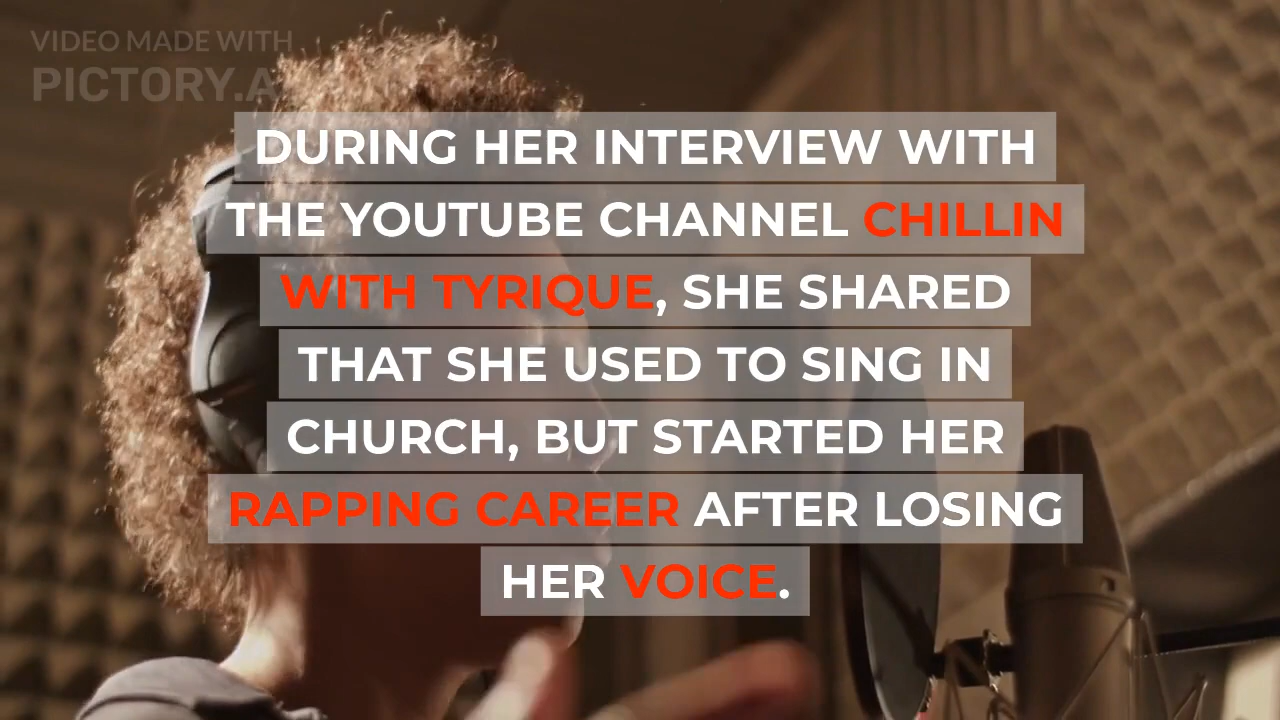 VIDEO MADE WITH
PICTORY.A
DURING HER INTERVIEW WITH
THE YOUTUBE CHANNEL CHILLIN
WITH TYRIQUE, SHE SHARED
THAT SHE USED TO SING IN
CHURCH, BUT STARTED HER
RAPPING CAREER AFTER LOSING
HER VOICE.